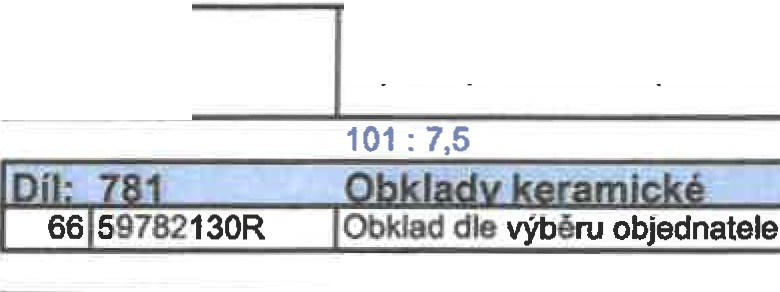 101 : 7,5
Díl: 781 Obklady keramické
66 59782130R Obklad dle výběru objednatele